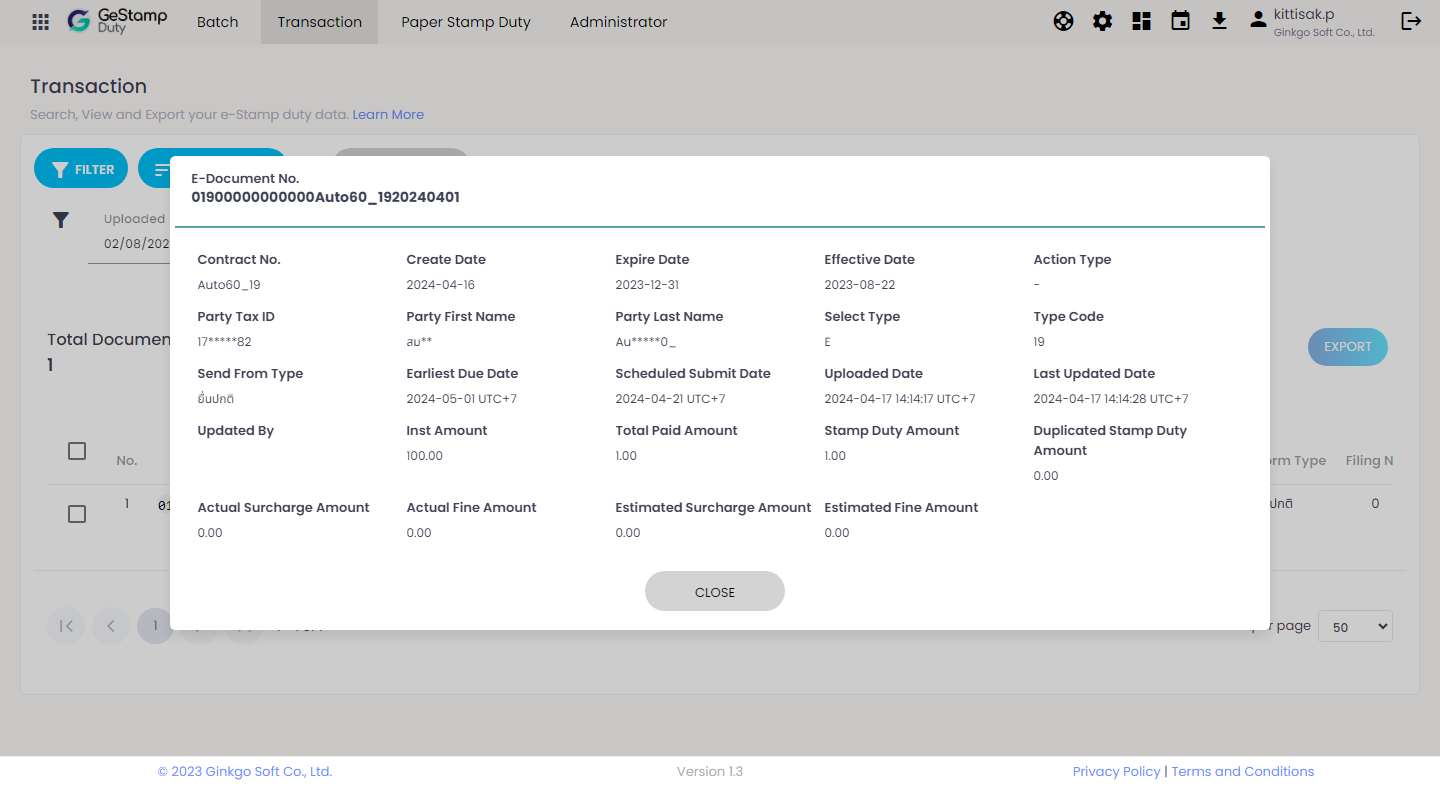 GeStamp
Duty
Batch
Transaction
Paper Stamp Duty
Administrator
kittisak.p
Ginkgo Soft Co., Ltd.
Transaction
Search, View and Export your e-Stamp duty data. Learn More
FILTER
Uploaded
02/08/202
Total Documen
1
EXPORT
No.
orm Type
Filing N
1
01
ปกติ
0
E-Document No.
01900000000000Auto60_1920240401
Contract No.
Create Date
Expire Date
Effective Date
Action Type
Auto60_19
2024-04-16
2023-12-31
2023-08-22
-
Party Tax ID
Party First Name
Party Last Name
Select Type
Type Code
17*****82
สม**
Au*****0_
E
19
Send From Type
Earliest Due Date
Scheduled Submit Date
Uploaded Date
Last Updated Date
ยื่นปกติ
2024-05-01 UTC+7
2024-04-21 UTC+7
2024-04-17 14:14:17 UTC+7
2024-04-17 14:14:28 UTC+7
Updated By
Inst Amount
Total Paid Amount
Stamp Duty Amount
Duplicated Stamp Duty
Amount
100.00
1.00
1.00
0.00
Actual Surcharge Amount
Actual Fine Amount
Estimated Surcharge Amount
Estimated Fine Amount
0.00
0.00
0.00
0.00
CLOSE
1
r page
50
© 2023 Ginkgo Soft Co., Ltd.
Version 1.3
Privacy Policy | Terms and Conditions